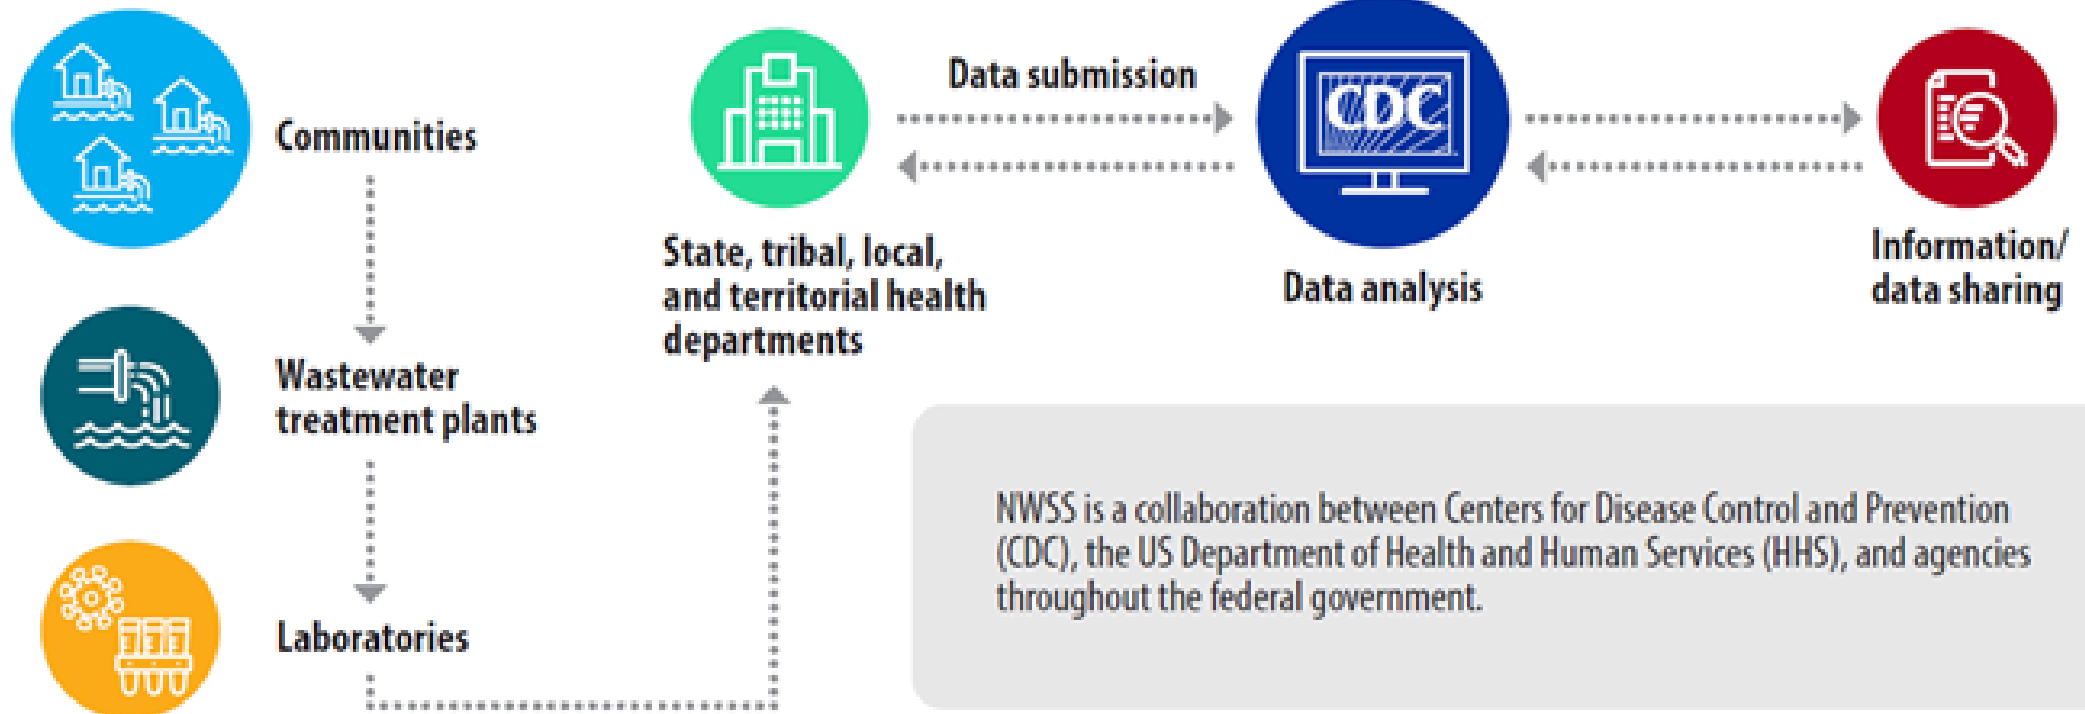 Communities
Wastewater
treatment plants
Laboratories
State, tribal, local,
and territorial health
departments
Data submission
CDC
Data analysis
Information/
data sharing
NWSS is a collaboration between Centers for Disease Control and Prevention
(CDC), the US Department of Health and Human Services (HHS), and agencies
throughout the federal government.